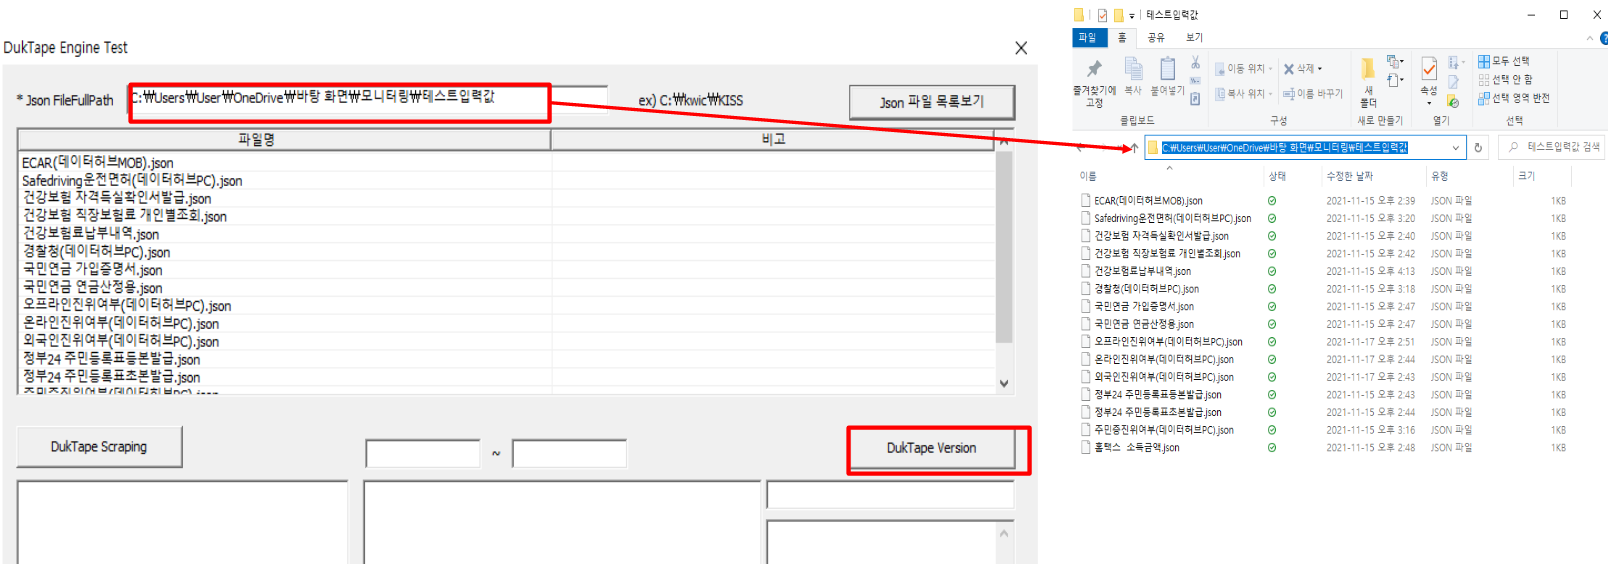 DukTape Engine Test
* Json FileFullPath
C:₩Users₩User₩OneDrive₩바탕 화면₩모니터링₩테스트입력값
ex) C:₩kwic₩KISS
Json 파일 목록보기
파일명 비고
ECAR(데이터허브MOB).json
Safedriving운전면허(데이터허브PC).json
건강보험 자격득실확인서발급.json
건강보험 직장보험료 개인별조회.json
건강보험료납부내역.json
경찰청(데이터허브PC).json
국민연금 가입증명서.json
국민연금 연금산정용.json
오프라인진위여부(데이터허브PC).json
온라인진위여부(데이터허브PC).json
외국인진위여부(데이터허브PC).json
정부24 주민등록표등본발급.json
정부24 주민등록표초본발급.json
주민증진위여부(데이터허브PC).json
DukTape Scraping
~
DukTape Version
테스트입력값
파일 홈 공유 보기
즐겨찾기에 고정
복사
붙여넣기
이동 위치
복사 위치
삭제
이름 바꾸기
새 폴더
속성
모두 선택
선택 안 함
선택 영역 반전
클립보드 구성 새로 만들기 열기 선택
C:₩Users₩User₩OneDrive₩바탕 화면₩모니터링₩테스트입력값
테스트입력값 검색
이름 상태 수정한 날짜 유형 크기
ECAR(데이터허브MOB).json 2021-11-15 오후 2:39 JSON 파일 1KB
Safedriving운전면허(데이터허브PC).json 2021-11-15 오후 3:20 JSON 파일 1KB
건강보험 자격득실확인서발급.json 2021-11-15 오후 2:40 JSON 파일 1KB
건강보험 직장보험료 개인별조회.json 2021-11-15 오후 2:42 JSON 파일 1KB
건강보험료납부내역.json 2021-11-15 오후 4:13 JSON 파일 1KB
경찰청(데이터허브PC).json 2021-11-15 오후 3:18 JSON 파일 1KB
국민연금 가입증명서.json 2021-11-15 오후 2:47 JSON 파일 1KB
국민연금 연금산정용.json 2021-11-15 오후 2:47 JSON 파일 1KB
오프라인진위여부(데이터허브PC).json 2021-11-17 오후 2:51 JSON 파일 1KB
온라인진위여부(데이터허브PC).json 2021-11-17 오후 2:44 JSON 파일 1KB
외국인진위여부(데이터허브PC).json 2021-11-17 오후 2:43 JSON 파일 1KB
정부24 주민등록표등본발급.json 2021-11-15 오후 2:43 JSON 파일 1KB
정부24 주민등록표초본발급.json 2021-11-15 오후 2:44 JSON 파일 1KB
주민증진위여부(데이터허브PC).json 2021-11-15 오후 3:16 JSON 파일 1KB
홈택스 소득금액.json 2021-11-15 오후 2:48 JSON 파일 1KB